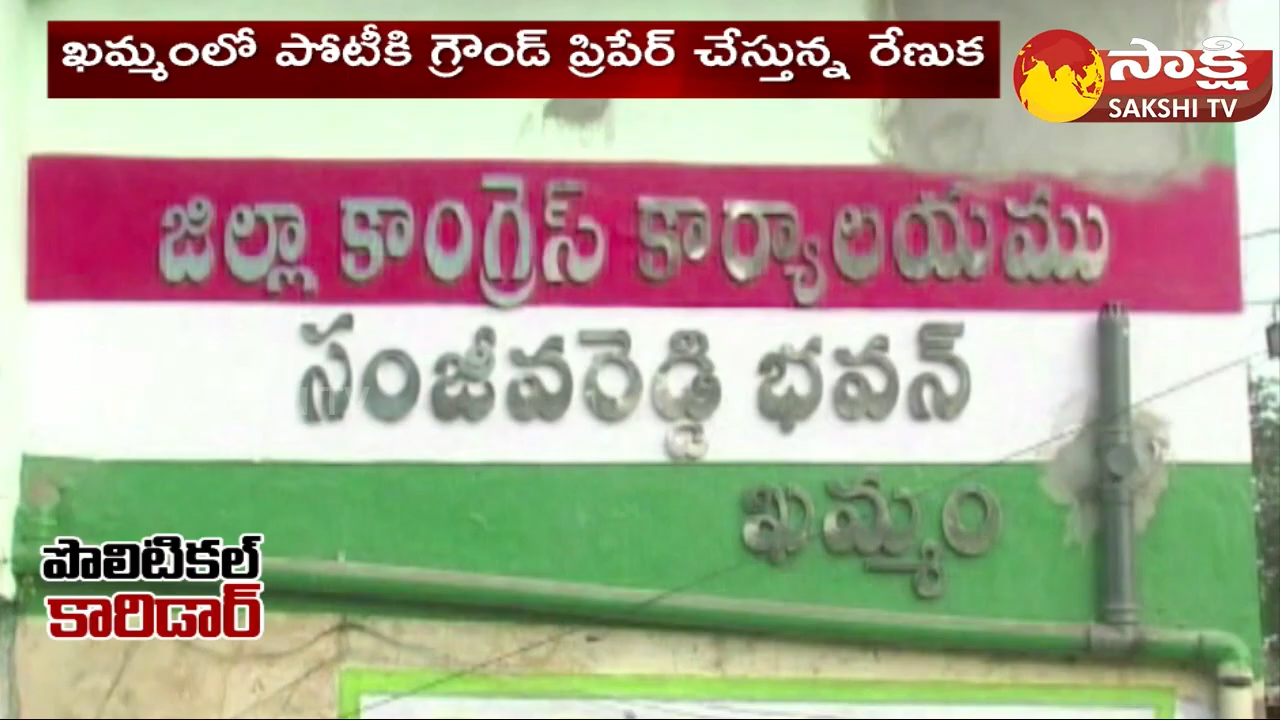 ఖమ్మంలో పోటీకి గ్రౌండ్ ప్రిపేర్ చేస్తున్న రేణుక
సాక్షి
SAKSHI TV
జిల్లా కాంగ్రెస్ కార్యాలయము
సంజీవరెడ్డి భవన్
ఖమ్మం
పొలిటికల్
కారిడార్